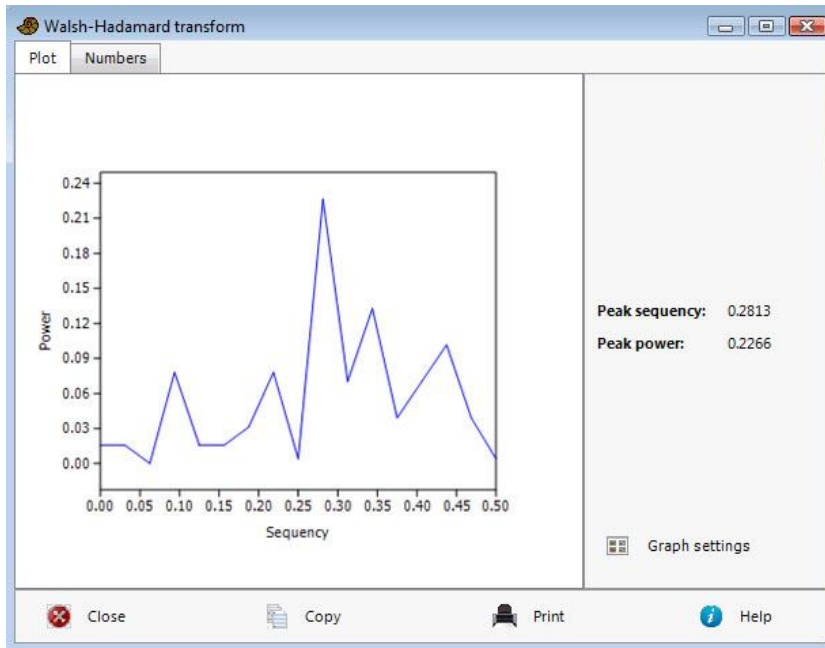 Walsh-Hadamard transform
Plot Numbers
0.24
0.21
0.18
0.15
0.12
0.09
0.06
0.03
0.00
Power
0.00 0.05 0.10 0.15 0.20 0.25 0.30 0.35 0.40 0.45 0.50
Sequency
Peak sequency: 0.2813
Peak power: 0.2266
Graph settings
Close Copy Print Help